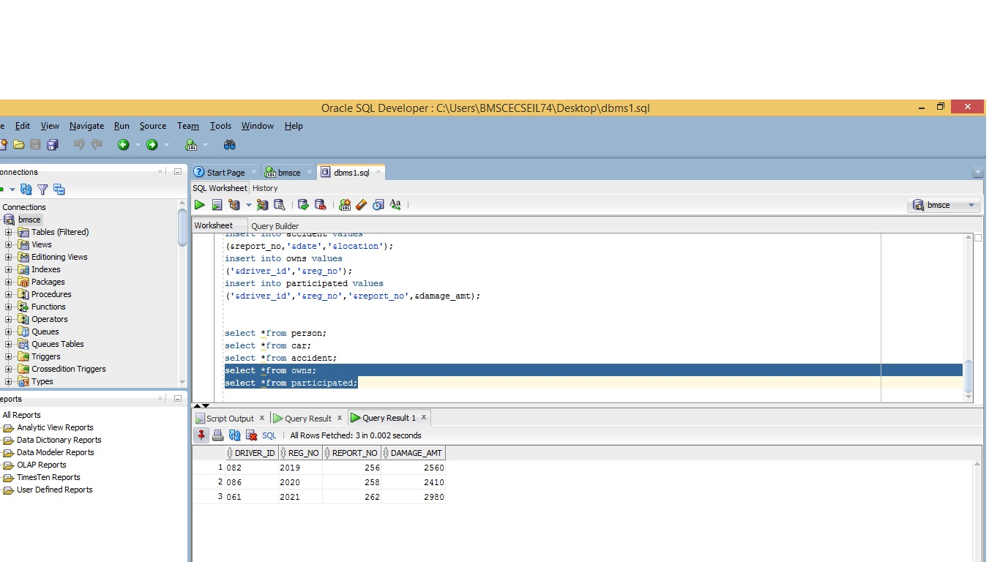 Oracle SQL Developer : C:\Users\BMSCECSEIL74\Desktop\dbms1.sql
e Edit View Navigate Run Source Team Tools Window Help
onnections
Connections
bmsce
Tables (Filtered)
Views
Editioning Views
Indexes
Packages
Procedures
Functions
Operators
Queues
Queues Tables
Triggers
Crossedition Triggers
Types
eports
All Reports
Analytic View Reports
Data Dictionary Reports
Data Modeler Reports
OLAP Reports
TimesTen Reports
User Defined Reports
Start Page bmsce dbms1.sql
SQL Worksheet History
bmsce
Worksheet Query Builder
insert into accident values
(&report_no,'&date','&location');
insert into owns values
('&driver_id','&reg_no');
insert into participated values
('&driver_id','&reg_no','&report_no',&damage_amt);
select *from person;
select *from car;
select *from accident;
select *from owns;
select *from participated;
Script Output x Query Result x Query Result 1 x
SQL | All Rows Fetched: 3 in 0.002 seconds
DRIVER_ID REG_NO REPORT_NO DAMAGE_AMT
1 082 2019 256 2560
2 086 2020 258 2410
3 061 2021 262 2980